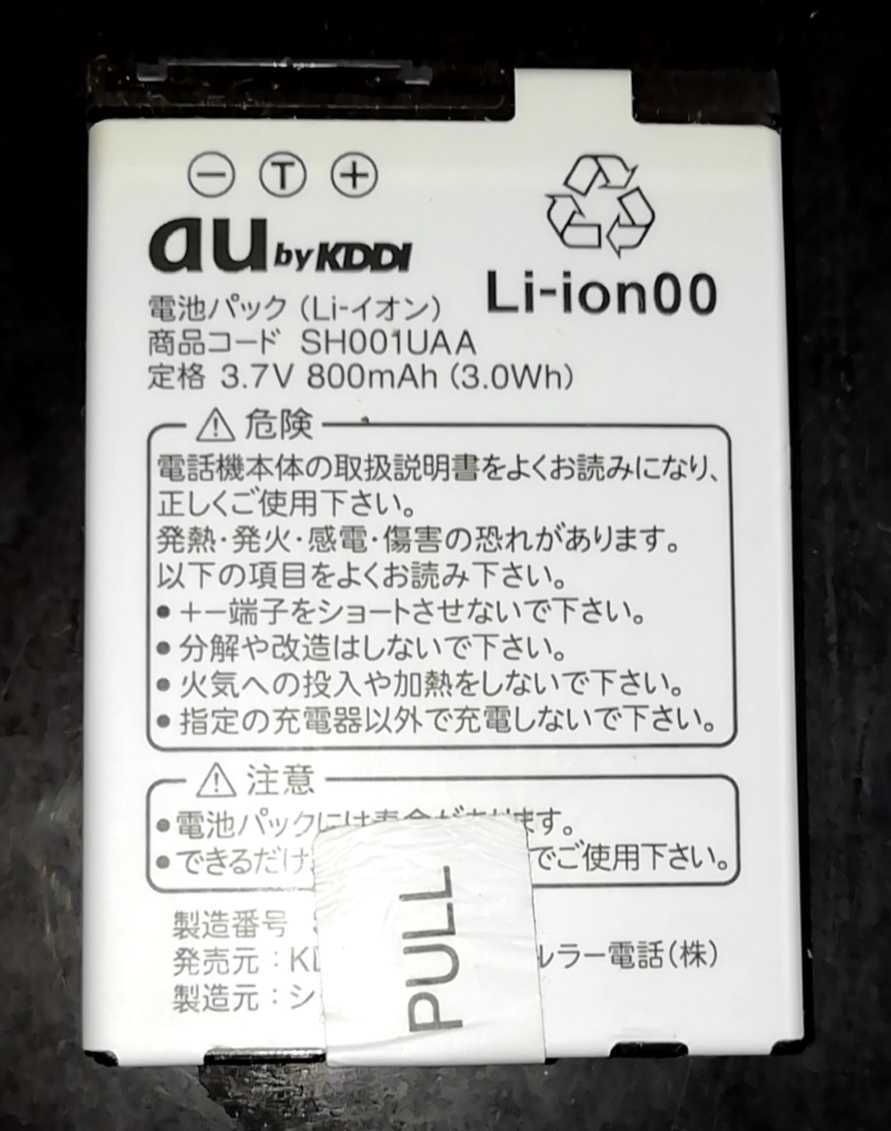 − T +
au by KDDI
Li-ion00
電池パック (Li-イオン)
商品コード SH001UAA
定格 3.7V 800mAh (3.0Wh)
⚠ 危険
電話機本体の取扱説明書をよくお読みになり、
正しくご使用下さい。
発熱・発火・感電・傷害の恐れがあります。
以下の項目をよくお読み下さい。
• +−端子をショートさせないで下さい。
• 分解や改造はしないで下さい。
• 火気への投入や加熱をしないで下さい。
• 指定の充電器以外で充電しないで下さい。
⚠ 注意
• 電池パックには寿命があります。
• できるだけ でご使用下さい。
製造番号
発売元：KD ルラー電話(株)
製造元：シ
PULL